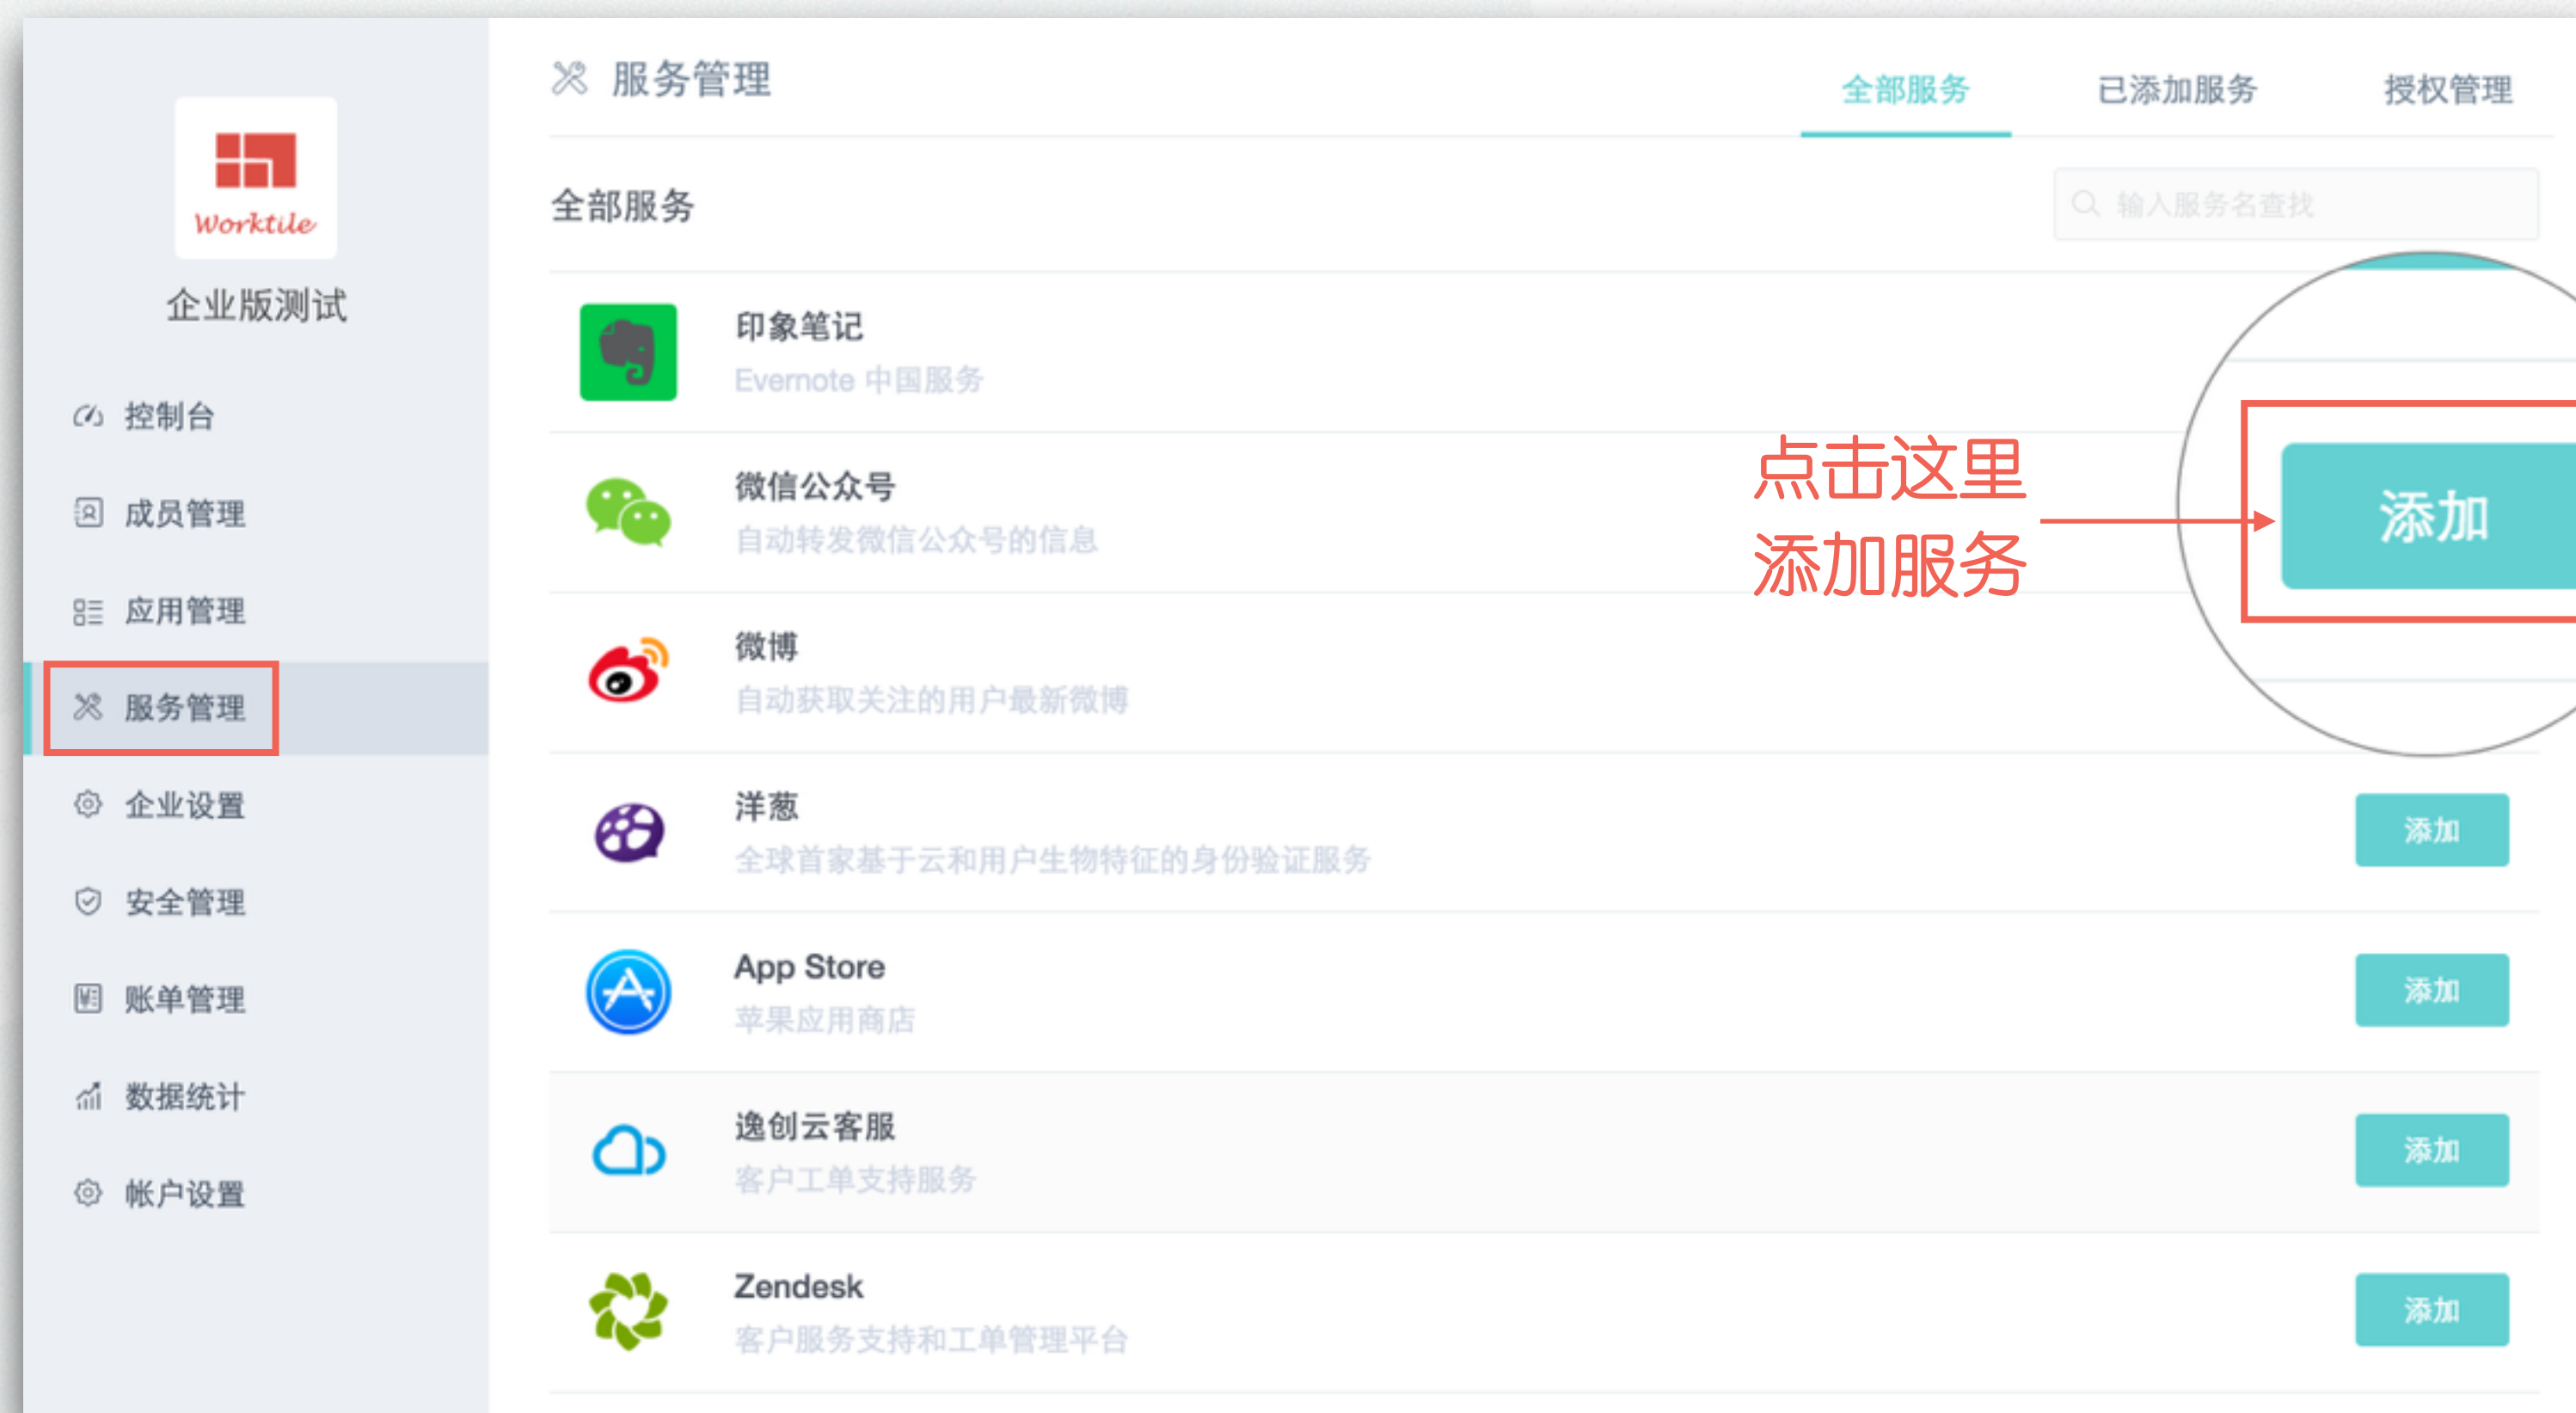 Worktile
企业版测试
控制台
成员管理
应用管理
服务管理
企业设置
安全管理
账单管理
数据统计
帐户设置
服务管理
全部服务 已添加服务 授权管理
全部服务
输入服务名查找
印象笔记
Evernote 中国服务
微信公众号
自动转发微信公众号的信息
点击这里
添加服务
添加
微博
自动获取关注的用户最新微博
洋葱
全球首家基于云和用户生物特征的身份验证服务
添加
App Store
苹果应用商店
添加
逸创云客服
客户工单支持服务
添加
Zendesk
客户服务支持和工单管理平台
添加